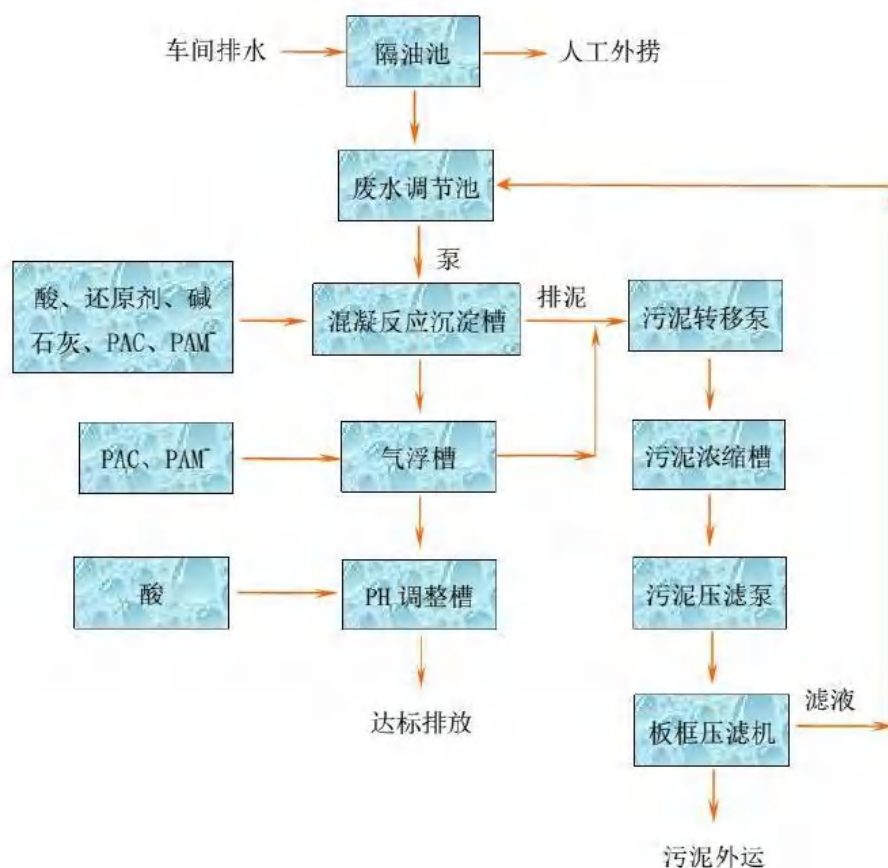 车间排水
隔油池
人工外捞
废水调节池
泵
酸、还原剂、碱
石灰、PAC、PAM⁻
混凝反应沉淀槽
排泥
污泥转移泵
PAC、PAM⁻
气浮槽
污泥浓缩槽
酸
PH调整槽
污泥压滤泵
达标排放
板框压滤机
滤液
污泥外运